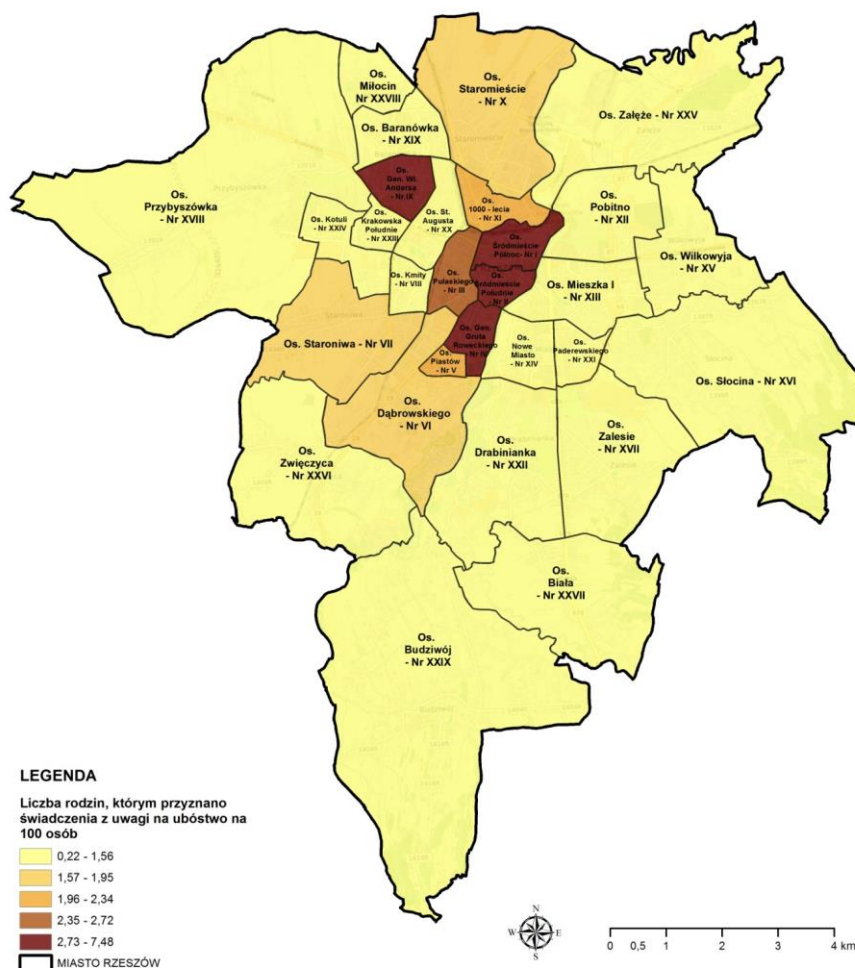 Os.
Miłocin
Nr XXVIII
Os.
Staromieście
- Nr X
Os. Baranówka
- Nr XIX
Os. Załęże - Nr XXV
Os.
Gen. Wł.
Andersa
- Nr IX
Os.
Przybyszówka
- Nr XVIII
Os. Kotuli
- Nr XXIV
Os.
Krakowska
Południe
- Nr XXIII
Os. St.
Augusta
- Nr XX
Os.
1000 - lecia
- Nr XI
Os.
Pobitno
- Nr XII
Os.
Śródmieście
Północ- Nr I
Os. Wilkowyja
- Nr XV
Os. Kmity
- Nr VIII
Os.
Pułaskiego
- Nr III
Os.
Śródmieście
Południe
- Nr II
Os. Mieszka I
- Nr XIII
Os. Staroniwa - Nr VII
Os. Gen.
Grota
Roweckiego
- Nr IV
Os.
Piastów
- Nr V
Os.
Nowe
Miasto
- Nr XIV
Os.
Paderewskiego
- Nr XXI
Os. Słocina - Nr XVI
Os.
Dąbrowskiego
- Nr VI
Os.
Zwięczyca
- Nr XXVI
Os.
Drabinianka
- Nr XXII
Os.
Zalesie
- Nr XVII
Os.
Biała
- Nr XXVII
Os.
Budziwój
- Nr XXIX
LEGENDA
Liczba rodzin, którym przyznano
świadczenia z uwagi na ubóstwo na
100 osób
0,22 - 1,56
1,57 - 1,95
1,96 - 2,34
2,35 - 2,72
2,73 - 7,48
MIASTO RZESZÓW
N
W E
S
0 0,5 1 2 3 4 km